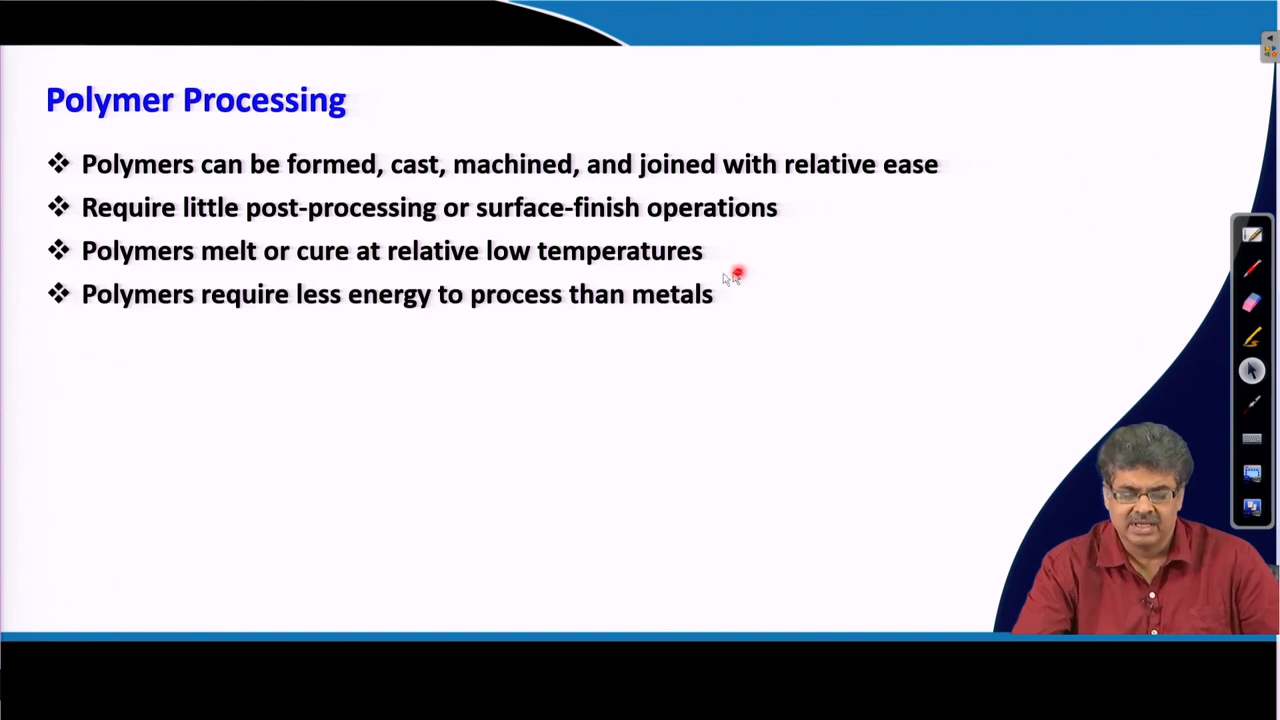 Polymer Processing
❖ Polymers can be formed, cast, machined, and joined with relative ease
❖ Require little post-processing or surface-finish operations
❖ Polymers melt or cure at relative low temperatures
❖ Polymers require less energy to process than metals